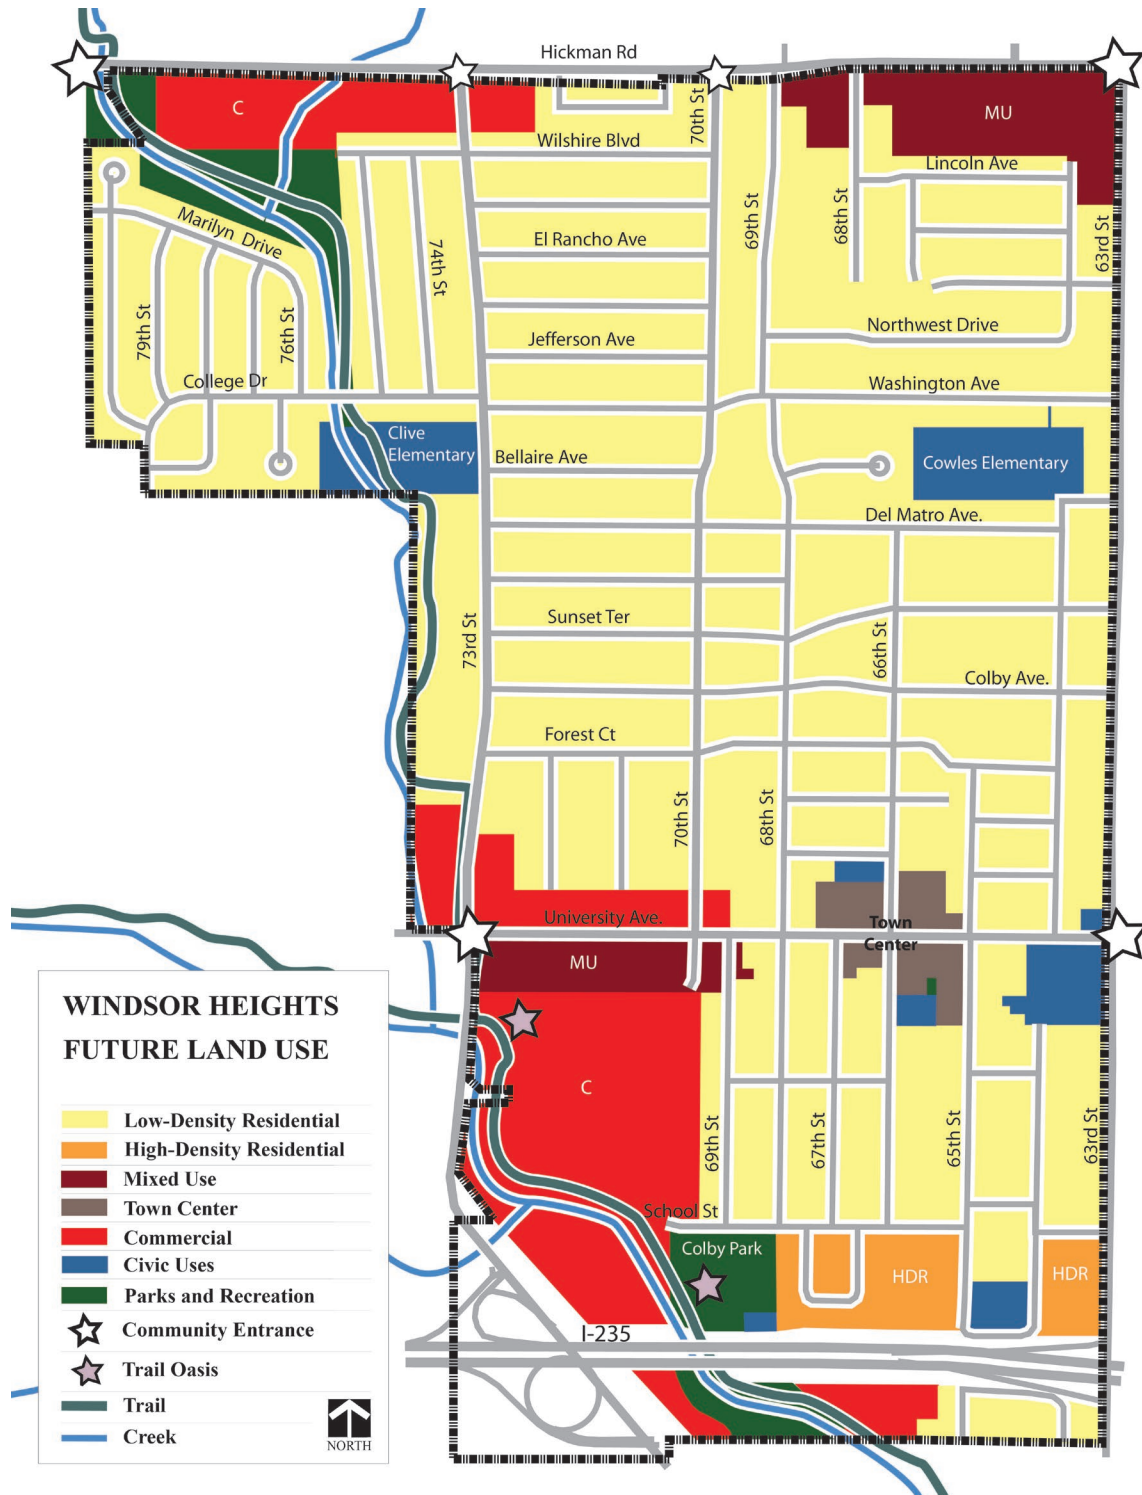 Hickman Rd
C
MU
70th St
Wilshire Blvd
Lincoln Ave
68th St
69th St
63rd St
Marilyn Drive
El Rancho Ave
74th St
79th St
76th St
Northwest Drive
Jefferson Ave
College Dr
Washington Ave
Clive
Elementary
Bellaire Ave
Cowles Elementary
Del Matro Ave.
Sunset Ter
73rd St
66th St
Colby Ave.
Forest Ct
70th St
68th St
University Ave.
Town
Center
MU
C
69th St
67th St
65th St
63rd St
School St
Colby Park
HDR
HDR
I-235
WINDSOR HEIGHTS
FUTURE LAND USE
Low-Density Residential
High-Density Residential
Mixed Use
Town Center
Commercial
Civic Uses
Parks and Recreation
Community Entrance
Trail Oasis
Trail
Creek
NORTH